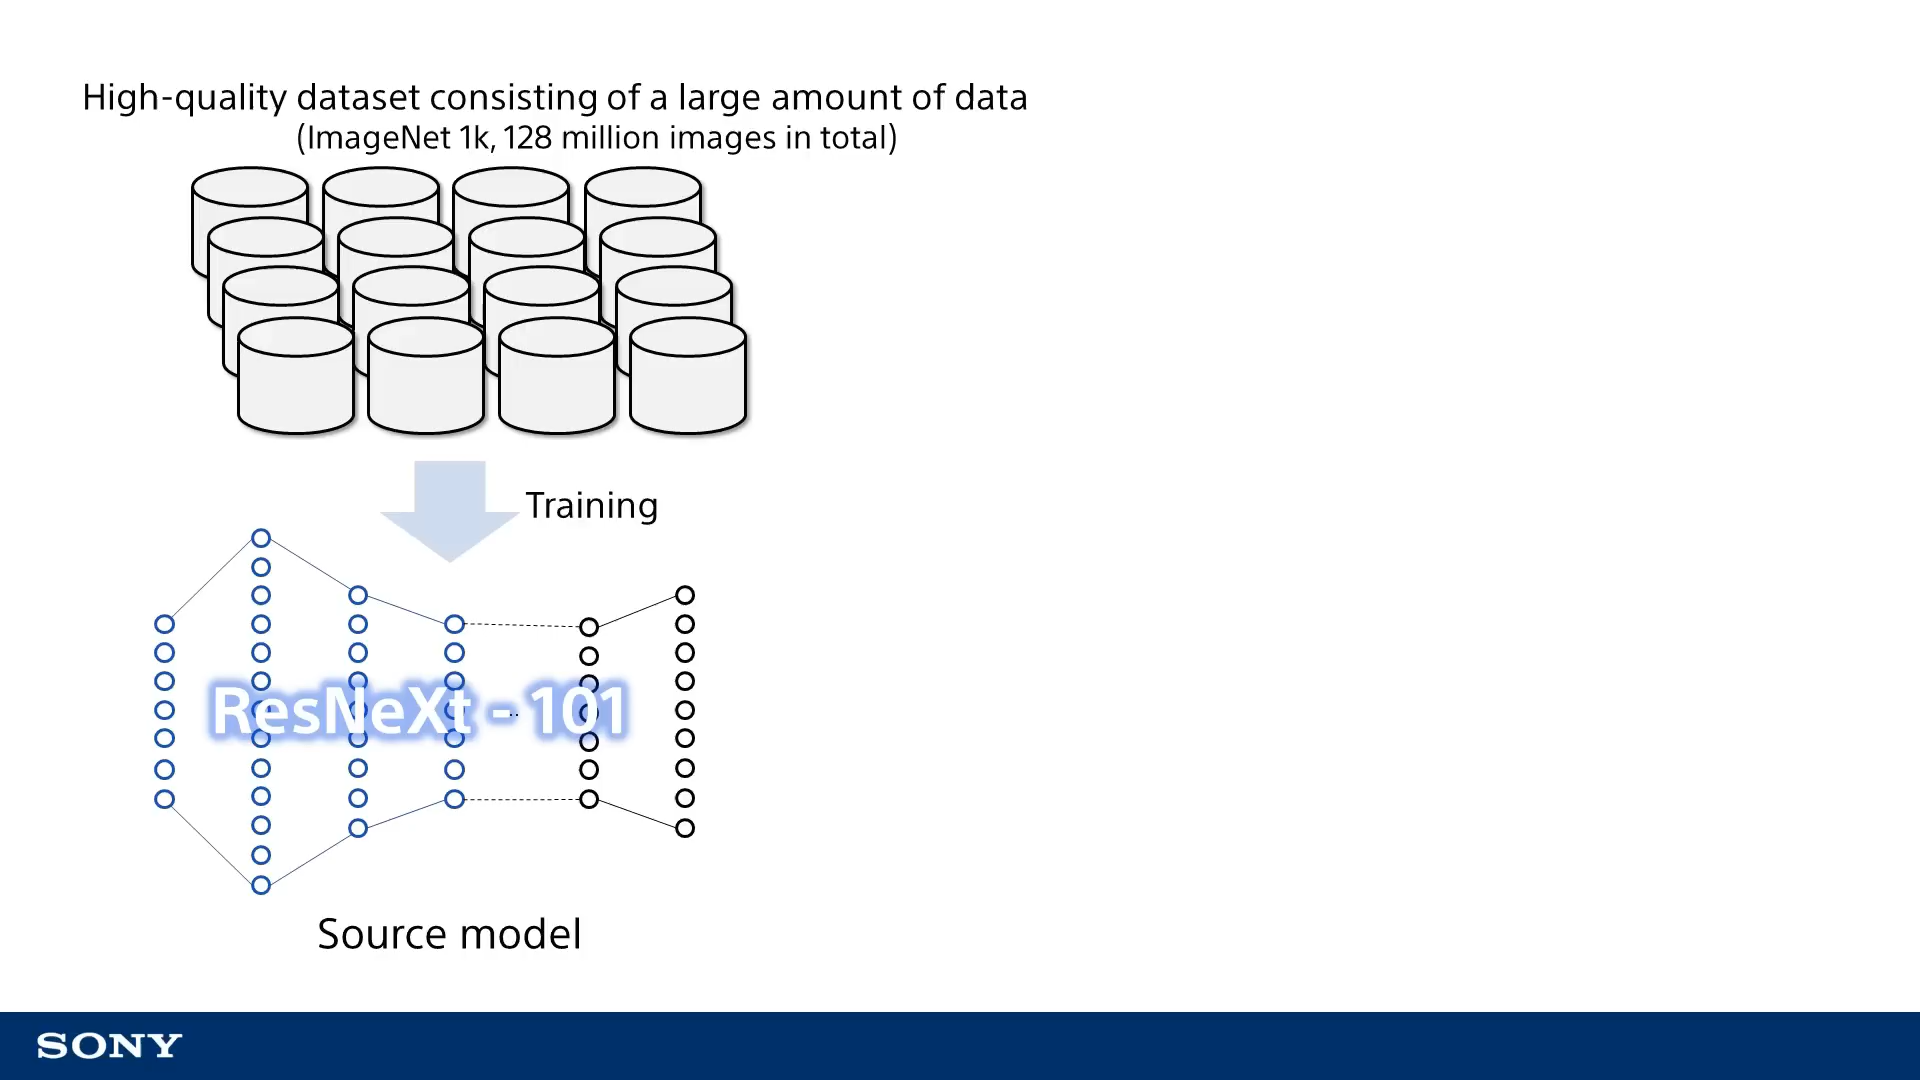 High-quality dataset consisting of a large amount of data
(ImageNet 1k, 128 million images in total)
Training
ResNeXt - 101
Source model
SONY